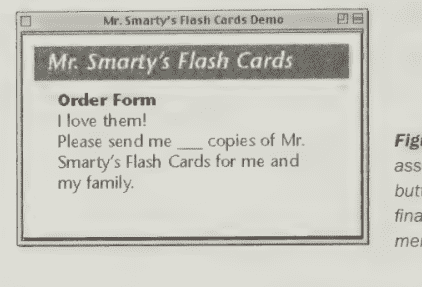 Mr. Smarty's Flash Cards Demo
Mr. Smarty's Flash Cards
Order Form
I love them!
Please send me ___ copies of Mr.
Smarty's Flash Cards for me and
my family.